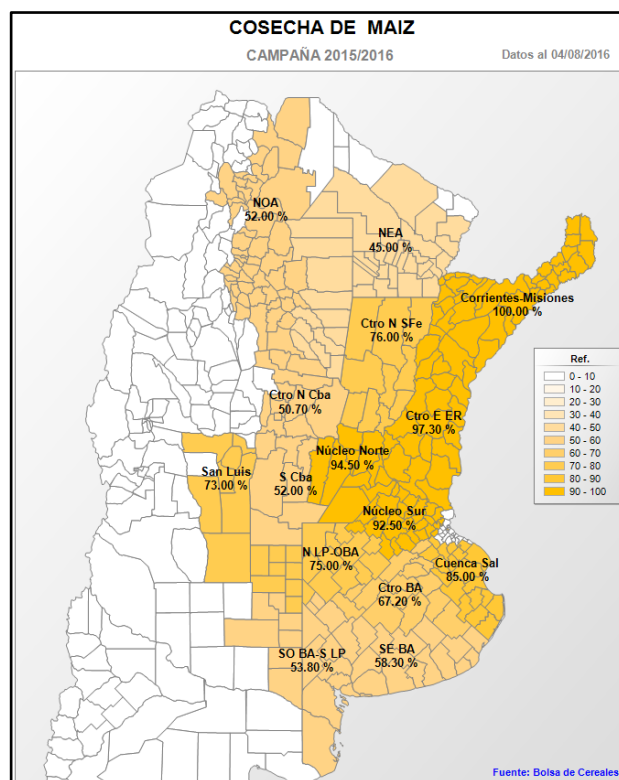 COSECHA DE MAIZ
CAMPAÑA 2015/2016
Datos al 04/08/2016
NOA
52.00 %
NEA
45.00 %
Corrientes-Misiones
100.00 %
Ctro N SFe
76.00 %
Ctro N Cba
50.70 %
Ctro E ER
97.30 %
Núcleo Norte
94.50 %
San Luis
73.00 %
S Cba
52.00 %
Núcleo Sur
92.50 %
N LP-OBA
75.00 %
Cuenca Sal
85.00 %
Ctro BA
67.20 %
SO BA-S LP
53.80 %
SE BA
58.30 %
Ref.
0 - 10
10 - 20
20 - 30
30 - 40
40 - 50
50 - 60
60 - 70
70 - 80
80 - 90
90 - 100
Fuente: Bolsa de Cereales